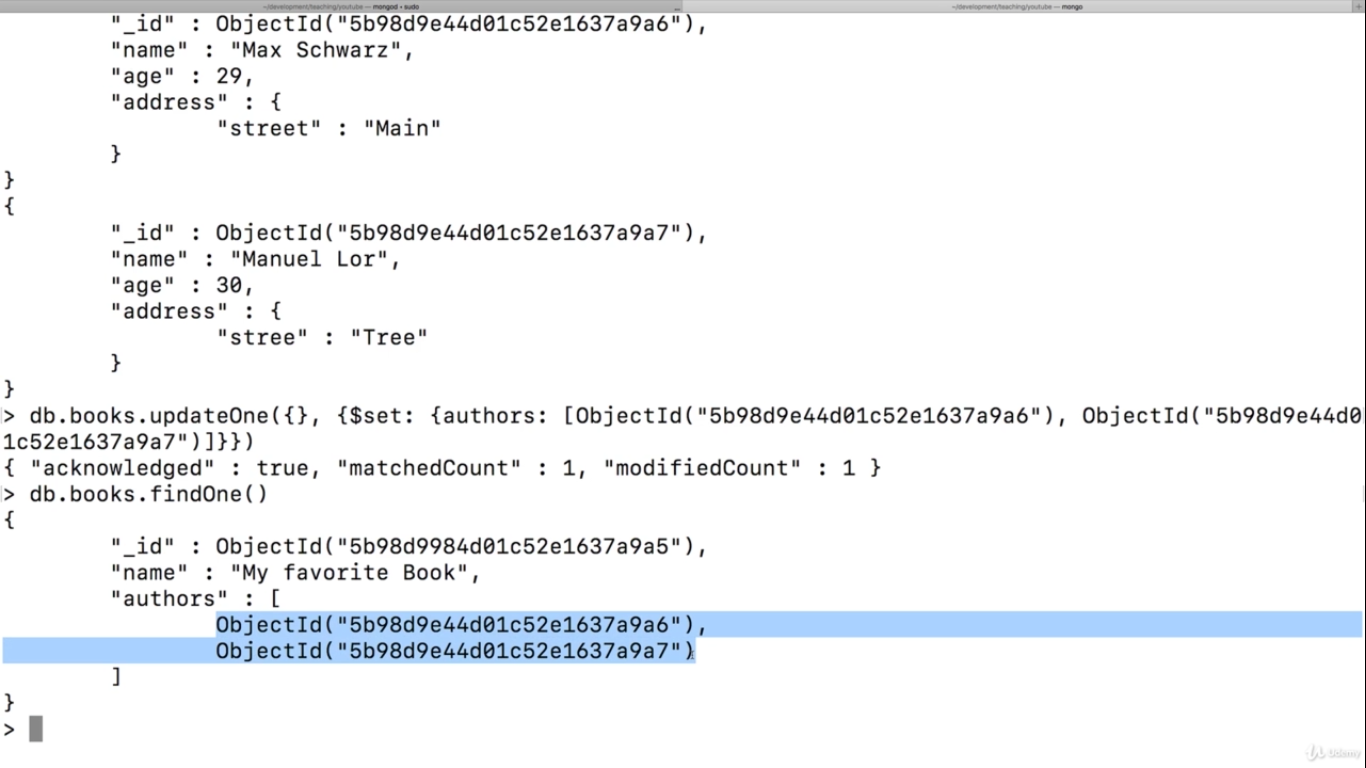 ~/development/teaching/youtube — mongod • sudo
~/development/teaching/youtube — mongo
"_id" : ObjectId("5b98d9e44d01c52e1637a9a6"),
"name" : "Max Schwarz",
"age" : 29,
"address" : {
"street" : "Main"
}
}
{
"_id" : ObjectId("5b98d9e44d01c52e1637a9a7"),
"name" : "Manuel Lor",
"age" : 30,
"address" : {
"stree" : "Tree"
}
}
> db.books.updateOne({}, {$set: {authors: [ObjectId("5b98d9e44d01c52e1637a9a6"), ObjectId("5b98d9e44d0
1c52e1637a9a7")]}})
{ "acknowledged" : true, "matchedCount" : 1, "modifiedCount" : 1 }
> db.books.findOne()
{
"_id" : ObjectId("5b98d9984d01c52e1637a9a5"),
"name" : "My favorite Book",
"authors" : [
ObjectId("5b98d9e44d01c52e1637a9a6"),
ObjectId("5b98d9e44d01c52e1637a9a7")
]
}
>
Udemy